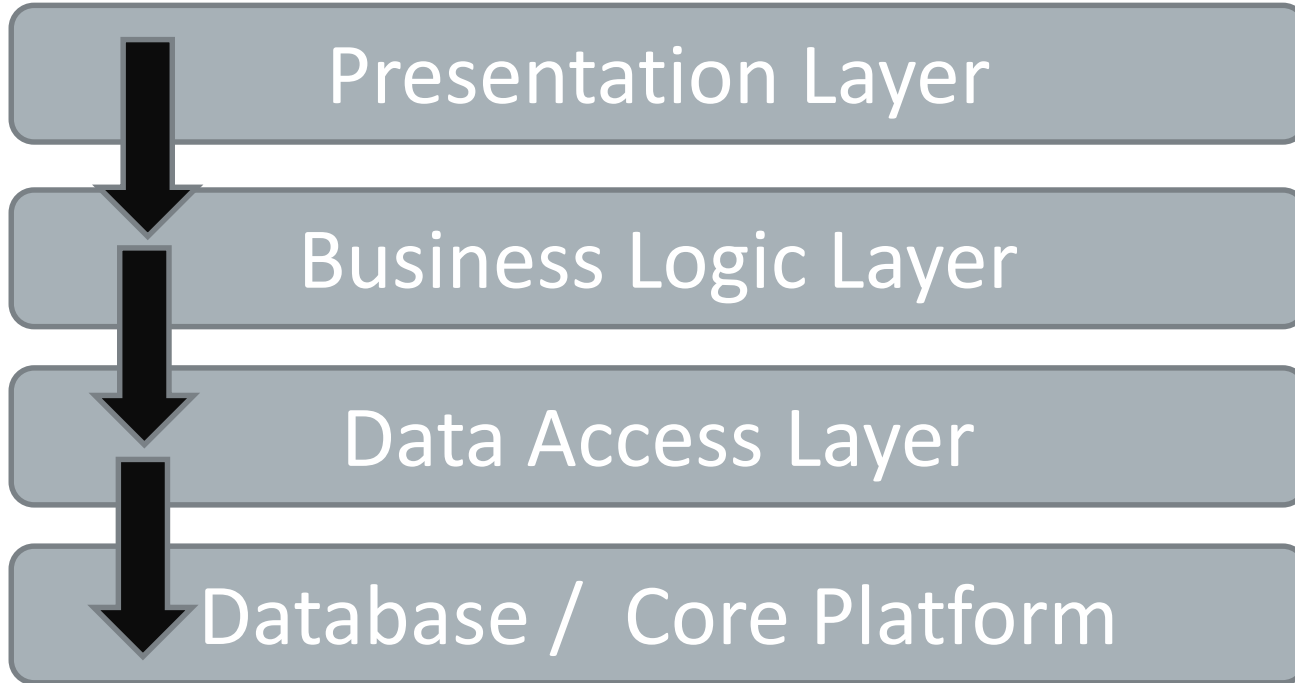 Presentation Layer
Business Logic Layer
Data Access Layer
Database / Core Platform